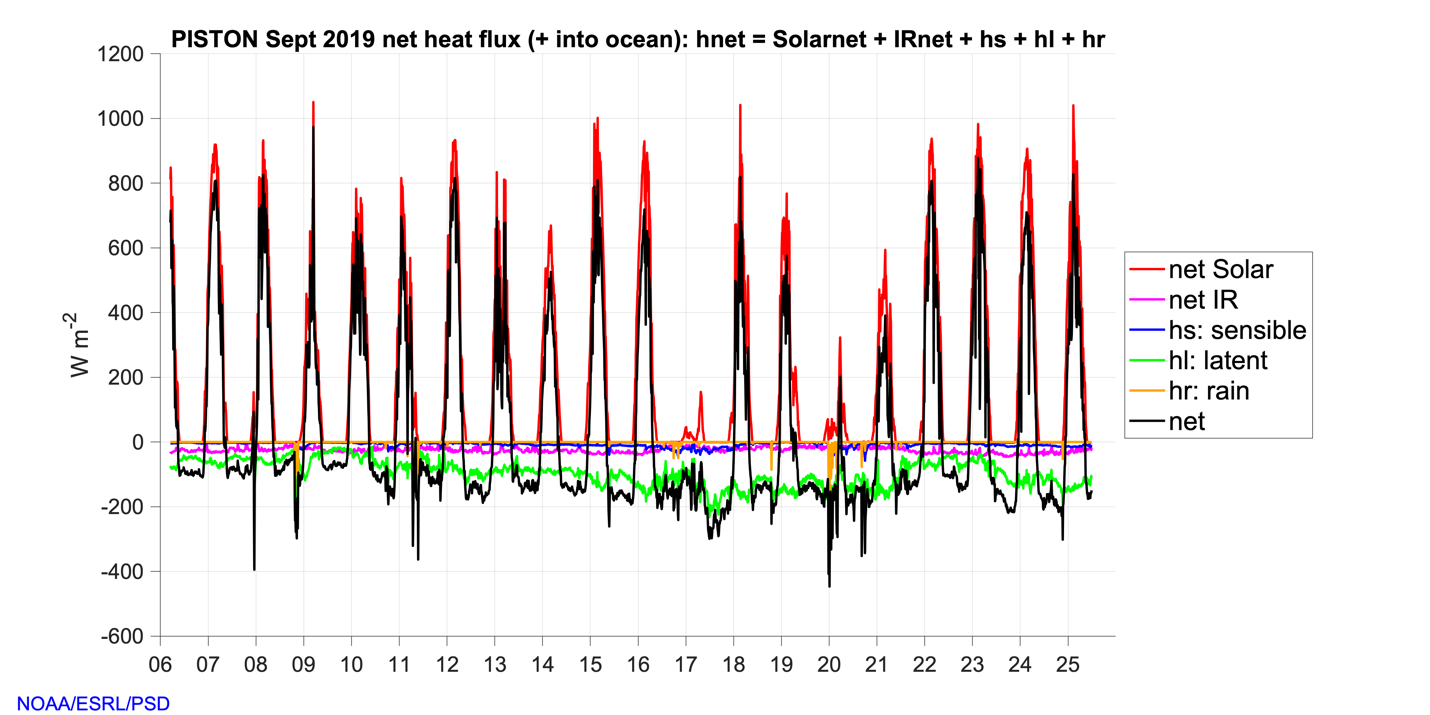 PISTON Sept 2019 net heat flux (+ into ocean): hnet = Solarnet + IRnet + hs + hl + hr
1200
1000
800
600
400
200
0
-200
-400
-600
W m-2
06 07 08 09 10 11 12 13 14 15 16 17 18 19 20 21 22 23 24 25
net Solar
net IR
hs: sensible
hl: latent
hr: rain
net
NOAA/ESRL/PSD